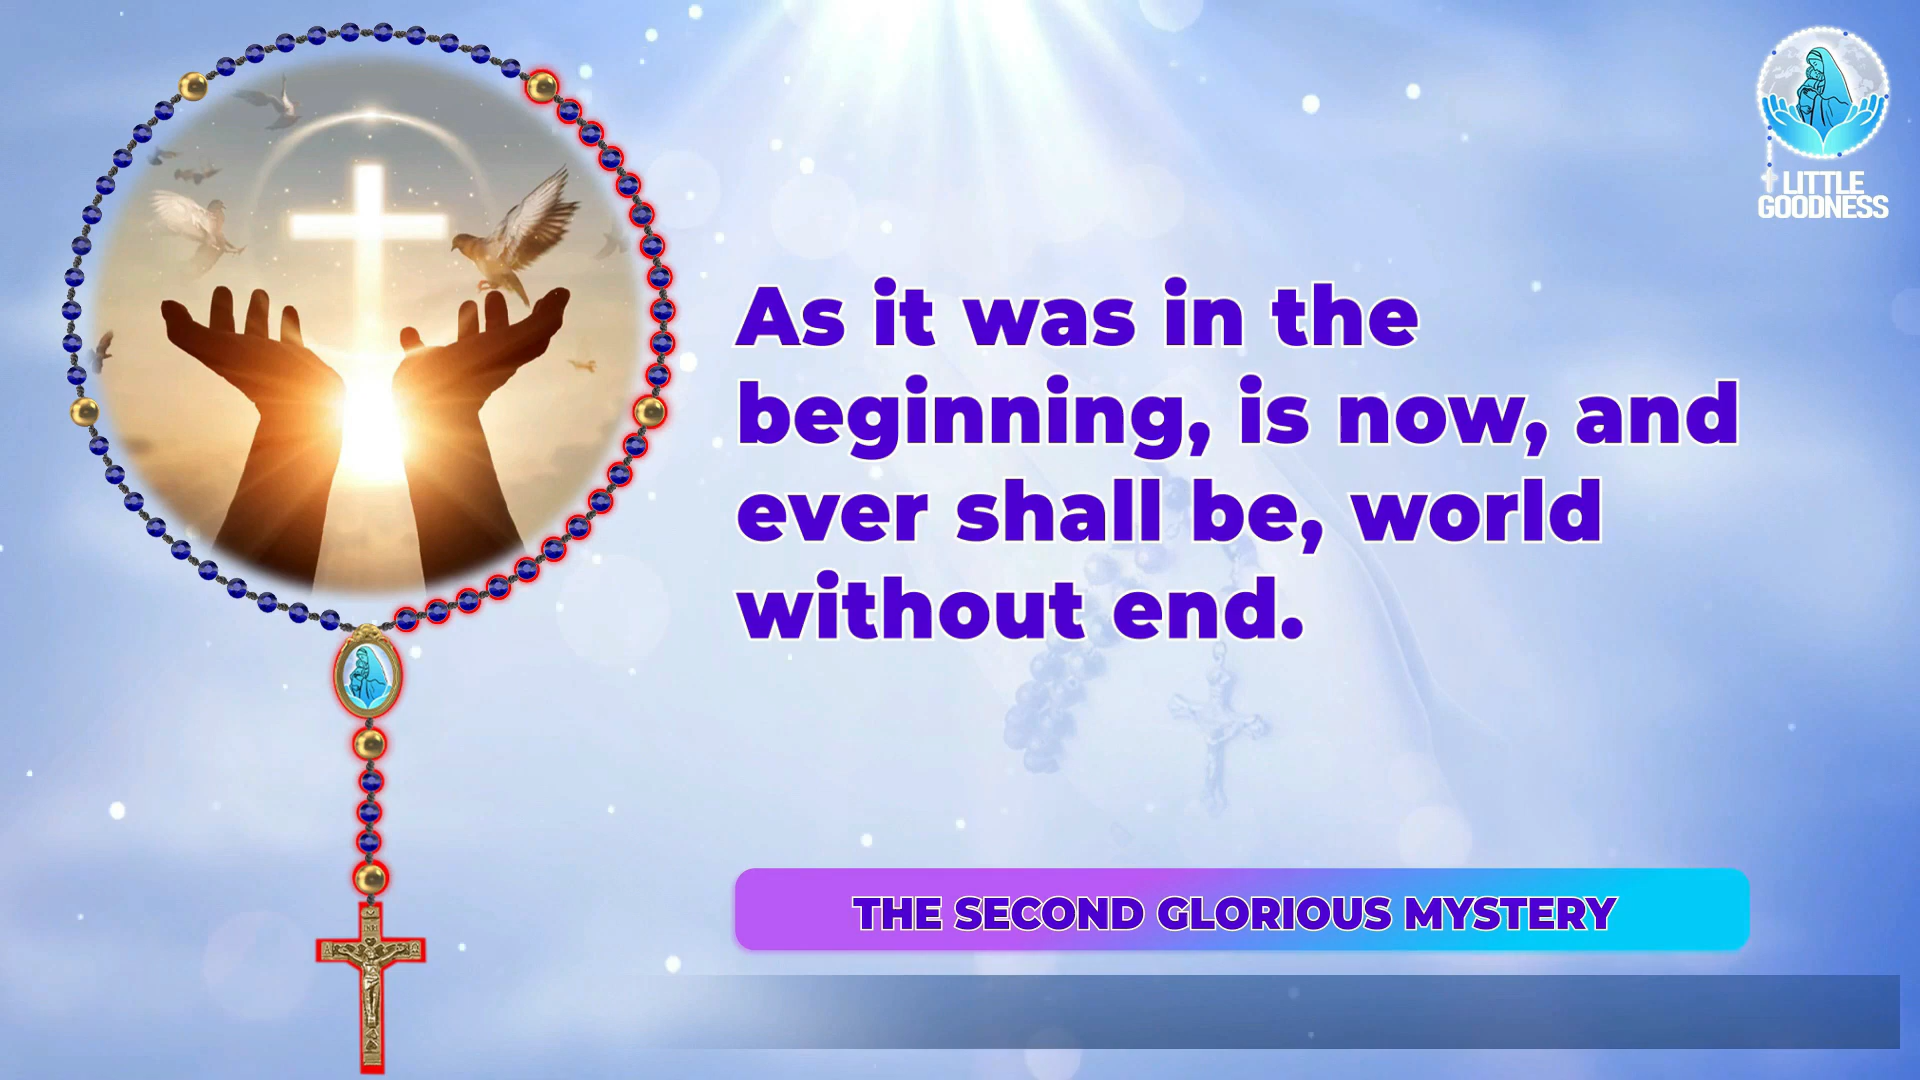 LITTLE
GOODNESS
As it was in the
beginning, is now, and
ever shall be, world
without end.
THE SECOND GLORIOUS MYSTERY